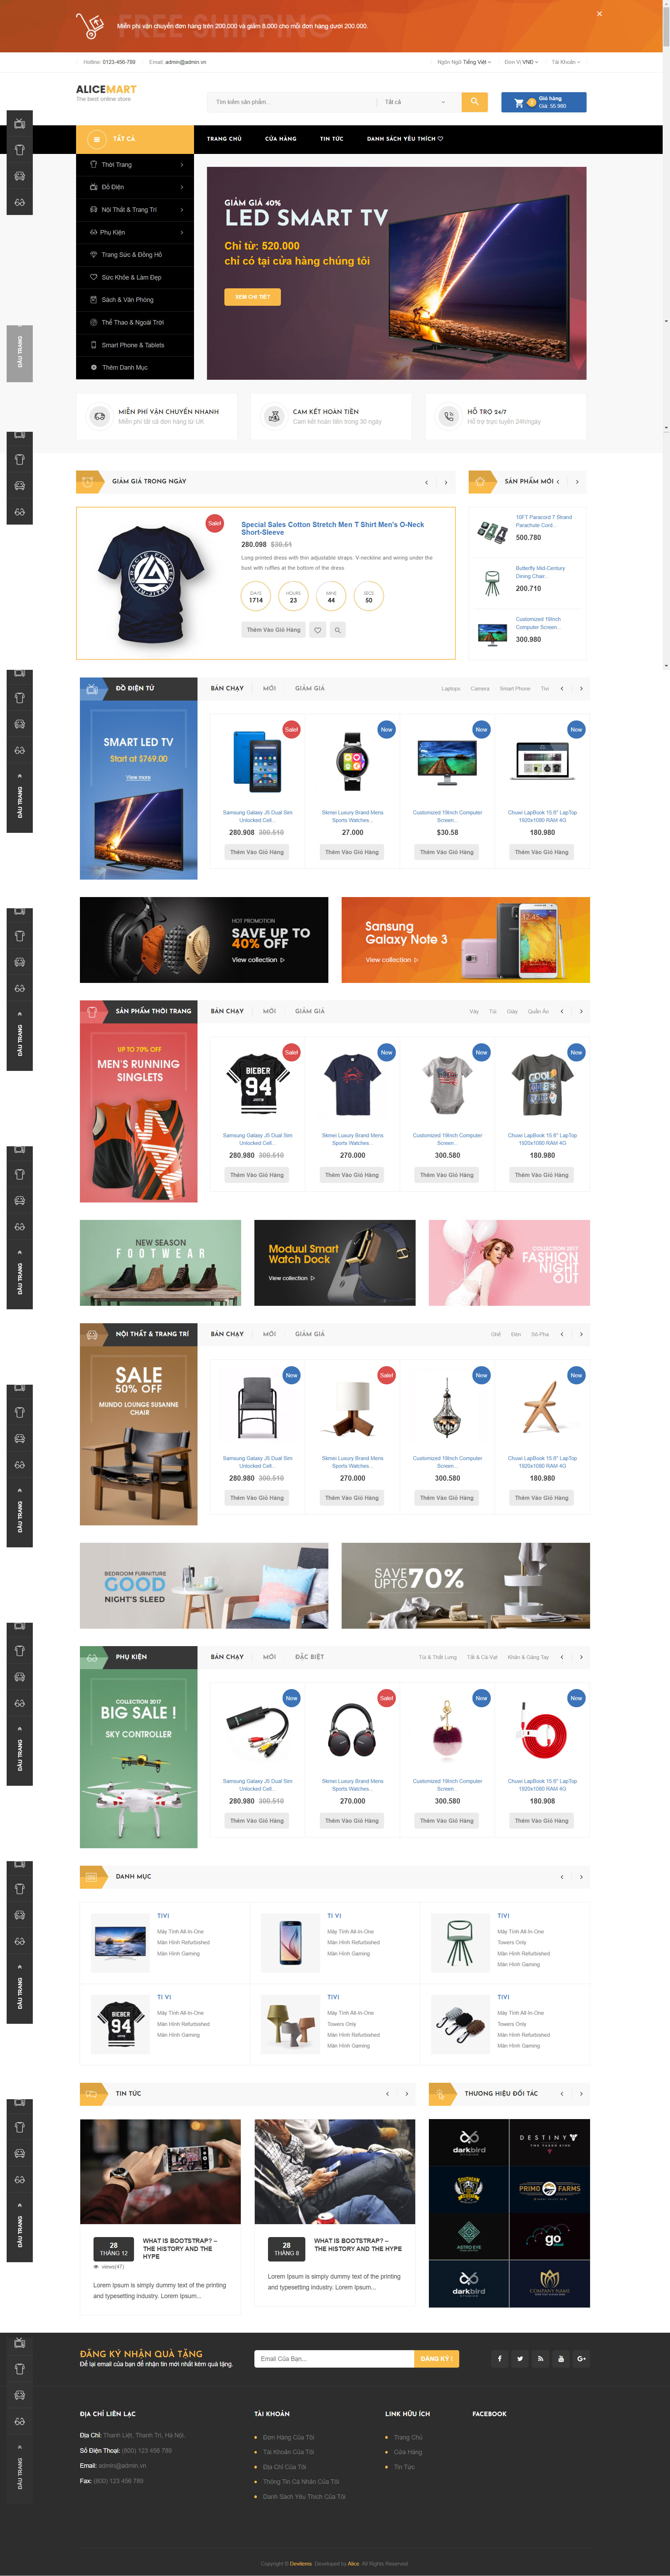 ALICE SHIPPING
Miễn phí vận chuyển đơn hàng trên 200.000 và giảm 8.000 cho mỗi đơn hàng dưới 200.000.
Hotline: 0123-456-789 Email: admin@admin.vn
Ngôn Ngữ Tiếng Việt Đơn Vị VNĐ Tài Khoản
ALICEMART
The best online store
Tìm kiếm sản phẩm... Tất cả
Giỏ hàng
Giá: 55.980
TẤT CẢ
TRANG CHỦ CỬA HÀNG TIN TỨC DANH SÁCH YÊU THÍCH
Thời Trang
Đồ Điện
Nội Thất & Trang Trí
Phụ Kiện
Trang Sức & Đồng Hồ
Sức Khỏe & Làm Đẹp
Sách & Văn Phòng
Thể Thao & Ngoài Trời
Smart Phone & Tablets
Thêm Danh Mục
GIẢM GIÁ 40%
LED SMART TV
Chỉ từ: 520.000
chỉ có tại cửa hàng chúng tôi
XEM CHI TIẾT
ĐẦU TRANG
MIỄN PHÍ VẬN CHUYỂN NHANH
Miễn phí tất cả đơn hàng từ UK
CAM KẾT HOÀN TIỀN
Cam kết hoàn tiền trong 30 ngày
HỖ TRỢ 24/7
Hỗ trợ trực tuyến 24h/ngày
GIẢM GIÁ TRONG NGÀY
SẢN PHẨM MỚI
Sale!
Special Sales Cotton Stretch Men T Shirt Men's O-Neck
Short-Sleeve
280.098 $30.51
Long printed dress with thin adjustable straps. V-neckline and wiring under the
bust with ruffles at the bottom of the dress.
DAYS HOURS MINS SECS
1714 23 44 50
Thêm Vào Giỏ Hàng
10FT Paracord 7 Strand
Parachute Cord...
500.780
Butterfly Mid-Century
Dining Chair...
200.710
Customized 19Inch
Computer Screen...
300.980
ĐỒ ĐIỆN TỬ
BÁN CHẠY MỚI GIẢM GIÁ
Laptops Camera Smart Phone Tivi
SMART LED TV
Start at $769.00
View more
Sale! New New New
Samsung Galaxy J5 Dual Sim
Unlocked Cell...
280.908 300.510
Thêm Vào Giỏ Hàng
Skmei Luxury Brand Mens
Sports Watches...
27.000
Thêm Vào Giỏ Hàng
Customized 19Inch Computer
Screen...
$30.58
Thêm Vào Giỏ Hàng
Chuwi LapBook 15.6" LapTop
1920x1080 RAM 4G
180.980
Thêm Vào Giỏ Hàng
ĐẦU TRANG
HOT PROMOTION
SAVE UP TO
40% OFF
View collection
Samsung
Galaxy Note 3
View collection
ĐẦU TRANG
SẢN PHẨM THỜI TRANG
BÁN CHẠY MỚI GIẢM GIÁ
Váy Túi Giày Quần Áo
UP TO 70% OFF
MEN'S RUNNING
SINGLETS
Sale! New New New
BIEBER
94
Samsung Galaxy J5 Dual Sim
Unlocked Cell...
280.980 300.510
Thêm Vào Giỏ Hàng
Skmei Luxury Brand Mens
Sports Watches...
270.000
Thêm Vào Giỏ Hàng
Customized 19Inch Computer
Screen...
300.580
Thêm Vào Giỏ Hàng
Chuwi LapBook 15.6" LapTop
1920x1080 RAM 4G
180.980
Thêm Vào Giỏ Hàng
NEW SEASON
FOOTWEAR
Moduul Smart
Watch Dock
View collection
COLLECTION 2017
FASHION
NIGHT
OUT
ĐẦU TRANG
NỘI THẤT & TRANG TRÍ
BÁN CHẠY MỚI GIẢM GIÁ
Ghế Đèn Sô-Pha
SALE
50% OFF
MUNDO LOUNGE SUSANNE
CHAIR
New Sale! New New
Samsung Galaxy J5 Dual Sim
Unlocked Cell...
280.980 300.510
Thêm Vào Giỏ Hàng
Skmei Luxury Brand Mens
Sports Watches...
270.000
Thêm Vào Giỏ Hàng
Customized 19Inch Computer
Screen...
300.580
Thêm Vào Giỏ Hàng
Chuwi LapBook 15.6" LapTop
1920x1080 RAM 4G
180.980
Thêm Vào Giỏ Hàng
ĐẦU TRANG
BEDROOM FURNITURE
GOOD
NIGHT'S SLEED
SAVE
UPTO 70%
PHỤ KIỆN
BÁN CHẠY MỚI ĐẶC BIỆT
Túi & Thắt Lưng Tất & Cà-Vạt Khăn & Găng Tay
COLLECTION 2017
BIG SALE !
SKY CONTROLLER
New Sale! New New
Samsung Galaxy J5 Dual Sim
Unlocked Cell...
280.980 300.510
Thêm Vào Giỏ Hàng
Skmei Luxury Brand Mens
Sports Watches...
270.000
Thêm Vào Giỏ Hàng
Customized 19Inch Computer
Screen...
300.580
Thêm Vào Giỏ Hàng
Chuwi LapBook 15.6" LapTop
1920x1080 RAM 4G
180.908
Thêm Vào Giỏ Hàng
ĐẦU TRANG
DANH MỤC
TIVI
Máy Tính All-In-One
Màn Hình Refurbished
Màn Hình Gaming
TI VI
Máy Tính All-In-One
Màn Hình Refurbished
Màn Hình Gaming
TIVI
Máy Tính All-In-One
Towers Only
Màn Hình Refurbished
Màn Hình Gaming
TI VI
Máy Tính All-In-One
Màn Hình Refurbished
Màn Hình Gaming
TIVI
Máy Tính All-In-One
Towers Only
Màn Hình Refurbished
Màn Hình Gaming
TIVI
Máy Tính All-In-One
Towers Only
Màn Hình Refurbished
Màn Hình Gaming
ĐẦU TRANG
TIN TỨC
THƯƠNG HIỆU ĐỐI TÁC
28
THÁNG 12
WHAT IS BOOTSTRAP? –
THE HISTORY AND THE
HYPE
views(47)
Lorem Ipsum is simply dummy text of the printing
and typesetting industry. Lorem Ipsum...
28
THÁNG 8
WHAT IS BOOTSTRAP? –
THE HISTORY AND THE HYPE
Lorem Ipsum is simply dummy text of the printing
and typesetting industry. Lorem Ipsum...
darkbird
DESTINY
THE TAKEN KING
SOUTHERN
PRIMO FARMS
ASTRO EYE
go
darkbird
COMPANY NAME
ĐẦU TRANG
ĐĂNG KÝ NHẬN QUÀ TẶNG
Để lại email của bạn để nhận tin mới nhất kèm quà tặng.
Email Của Bạn...
ĐĂNG KÝ !
ĐỊA CHỈ LIÊN LẠC
Địa Chỉ: Thanh Liệt, Thanh Trì, Hà Nội.
Số Điện Thoại: (800) 123 456 789
Email: admin@admin.vn
Fax: (800) 123 456 789
TÀI KHOẢN
Đơn Hàng Của Tôi
Tài Khoản Của Tôi
Địa Chỉ Của Tôi
Thông Tin Cá Nhân Của Tôi
Danh Sách Yêu Thích Của Tôi
LINK HỮU ÍCH
Trang Chủ
Cửa Hàng
Tin Tức
FACEBOOK
ĐẦU TRANG
Copyright © Devitems. Developed by Alice. All Rights Reserved